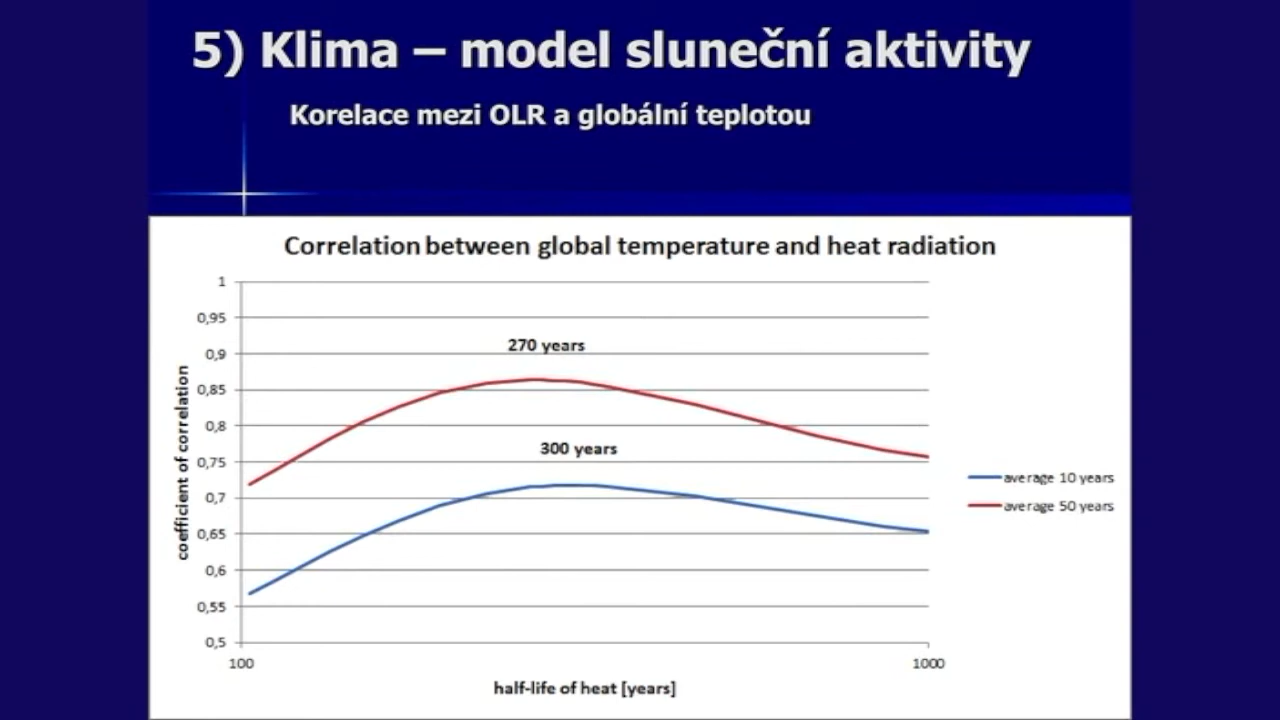 5) Klima – model sluneční aktivity
Korelace mezi OLR a globální teplotou
Correlation between global temperature and heat radiation
1
0,95
0,9
0,85
0,8
0,75
0,7
0,65
0,6
0,55
0,5
coefficient of correlation
270 years
300 years
average 10 years
average 50 years
100
1000
half-life of heat [years]